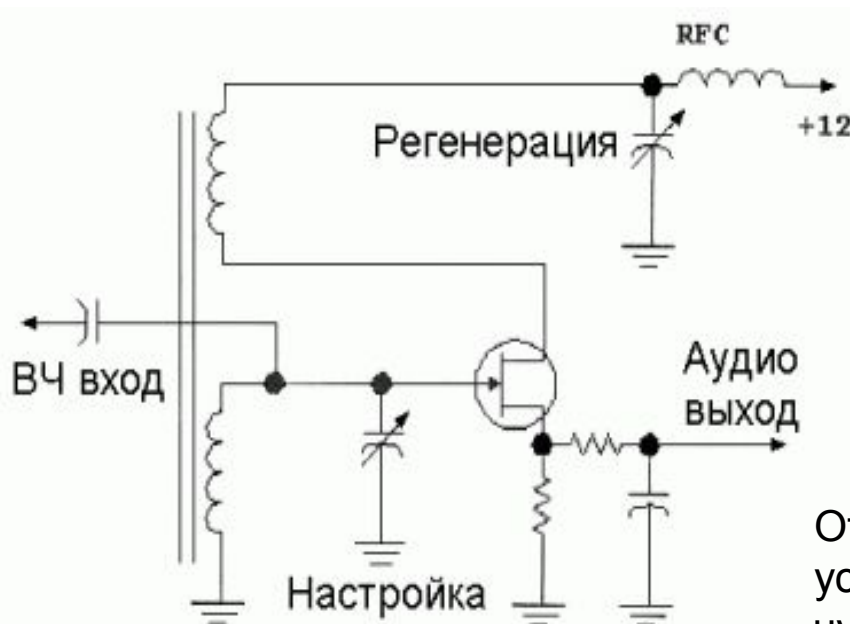 RFC
+12
Регенерация
ВЧ вход
Аудио
выход
Настройка